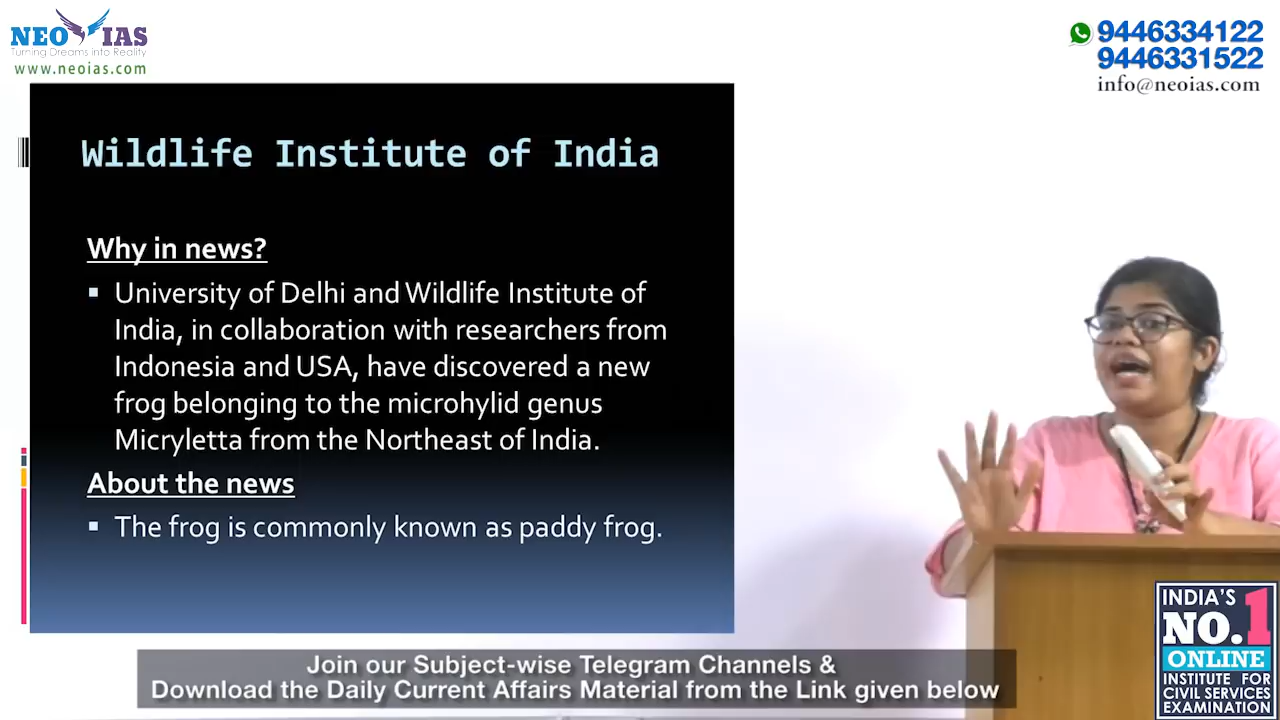 NEO IAS
Turning Dreams into Reality
www.neoias.com
9446334122
9446331522
info@neoias.com
Wildlife Institute of India
Why in news?
University of Delhi and Wildlife Institute of
India, in collaboration with researchers from
Indonesia and USA, have discovered a new
frog belonging to the microhylid genus
Micryletta from the Northeast of India.
About the news
The frog is commonly known as paddy frog.
INDIA'S
NO.1
ONLINE
INSTITUTE FOR
CIVIL SERVICES
EXAMINATION
Join our Subject-wise Telegram Channels &
Download the Daily Current Affairs Material from the Link given below